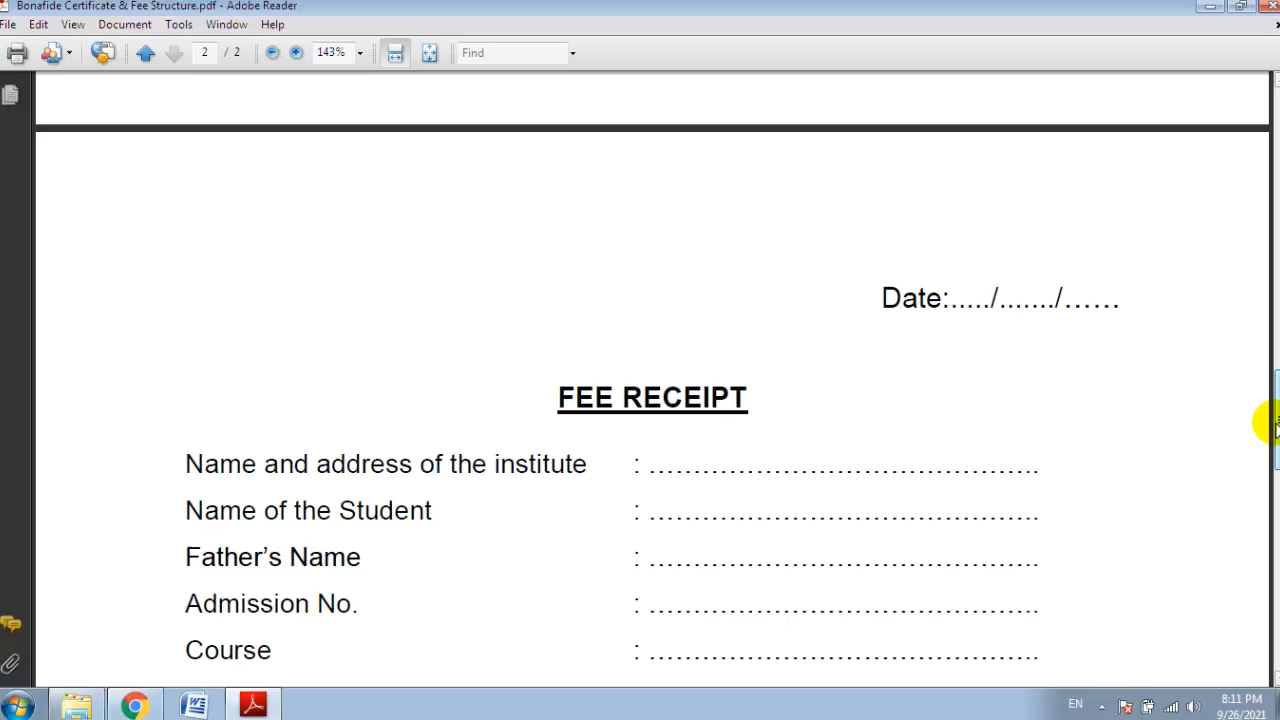 Bonafide Certificate & Fee Structure.pdf - Adobe Reader
File Edit View Document Tools Window Help
2 / 2 143% Find
Date:...../......./……
FEE RECEIPT
Name and address of the institute : …………………………………..
Name of the Student : …………………………………..
Father’s Name : …………………………………..
Admission No. : …………………………………..
Course : …………………………………..
EN 8:11 PM
9/26/2021